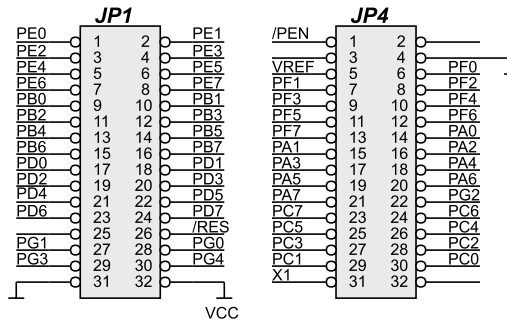 JP1 JP4
PE0 1 2 PE1 /PEN 1 2
PE2 3 4 PE3 3 4
PE4 5 6 PE5 VREF 5 6 PF0
PE6 7 8 PE7 PF1 7 8 PF2
PB0 9 10 PB1 PF3 9 10 PF4
PB2 11 12 PB3 PF5 11 12 PF6
PB4 13 14 PB5 PF7 13 14 PA0
PB6 15 16 PB7 PA1 15 16 PA2
PD0 17 18 PD1 PA3 17 18 PA4
PD2 19 20 PD3 PA5 19 20 PA6
PD4 21 22 PD5 PA7 21 22 PG2
PD6 23 24 PD7 PC7 23 24 PC6
25 26 /RES PC5 25 26 PC4
PG1 27 28 PG0 PC3 27 28 PC2
PG3 29 30 PG4 PC1 29 30 PC0
31 32 X1 31 32
VCC